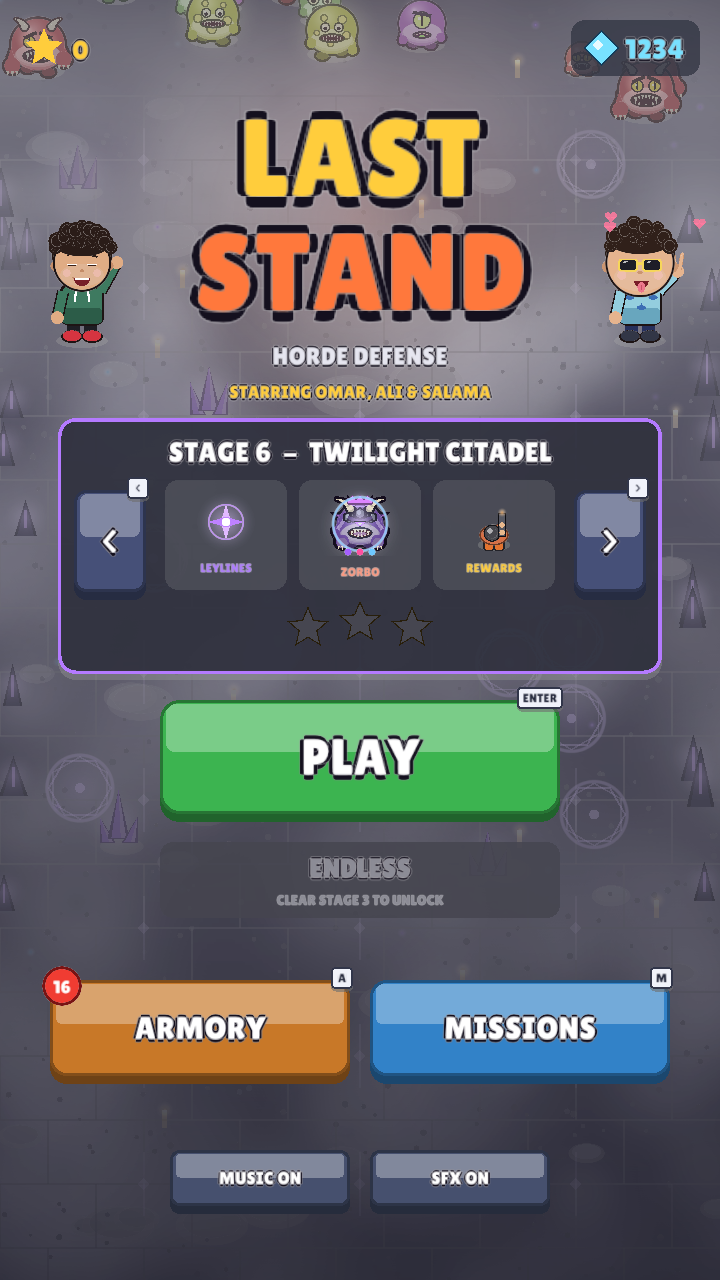 0
1234
LAST
STAND
HORDE DEFENSE
STARRING OMAR, ALI & SALAMA
STAGE 6 – TWILIGHT CITADEL
<
>
LEYLINES
ZORBO
REWARDS
ENTER
PLAY
ENDLESS
CLEAR STAGE 3 TO UNLOCK
16
A
M
ARMORY
MISSIONS
MUSIC ON
SFX ON